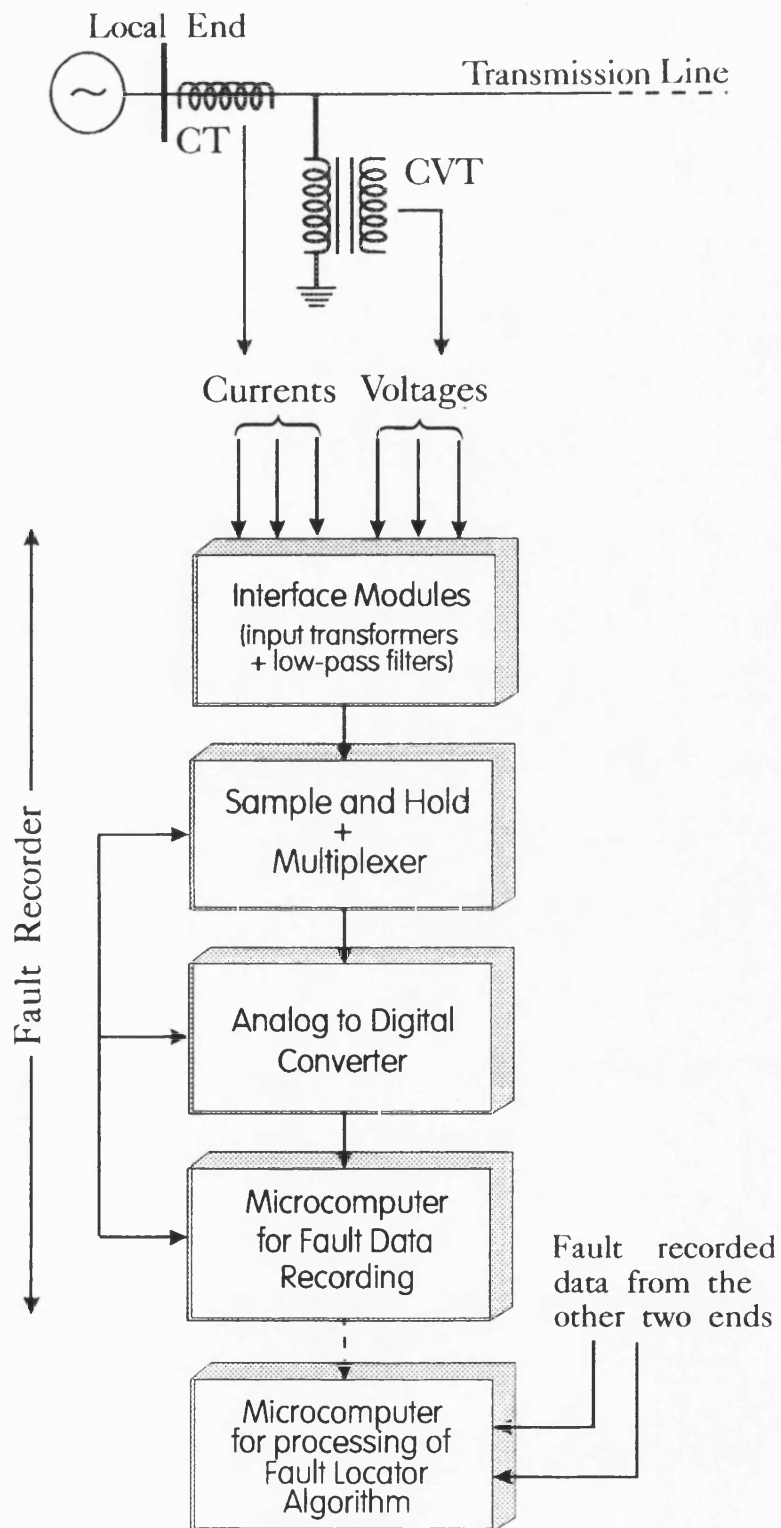 Local End
Transmission Line
CT
CVT
Currents Voltages
Interface Modules
(input transformers
+ low-pass filters)
Sample and Hold
+
Multiplexer
Fault Recorder
Analog to Digital
Converter
Microcomputer
for Fault Data
Recording
Fault recorded
data from the
other two ends
Microcomputer
for processing of
Fault Locator
Algorithm